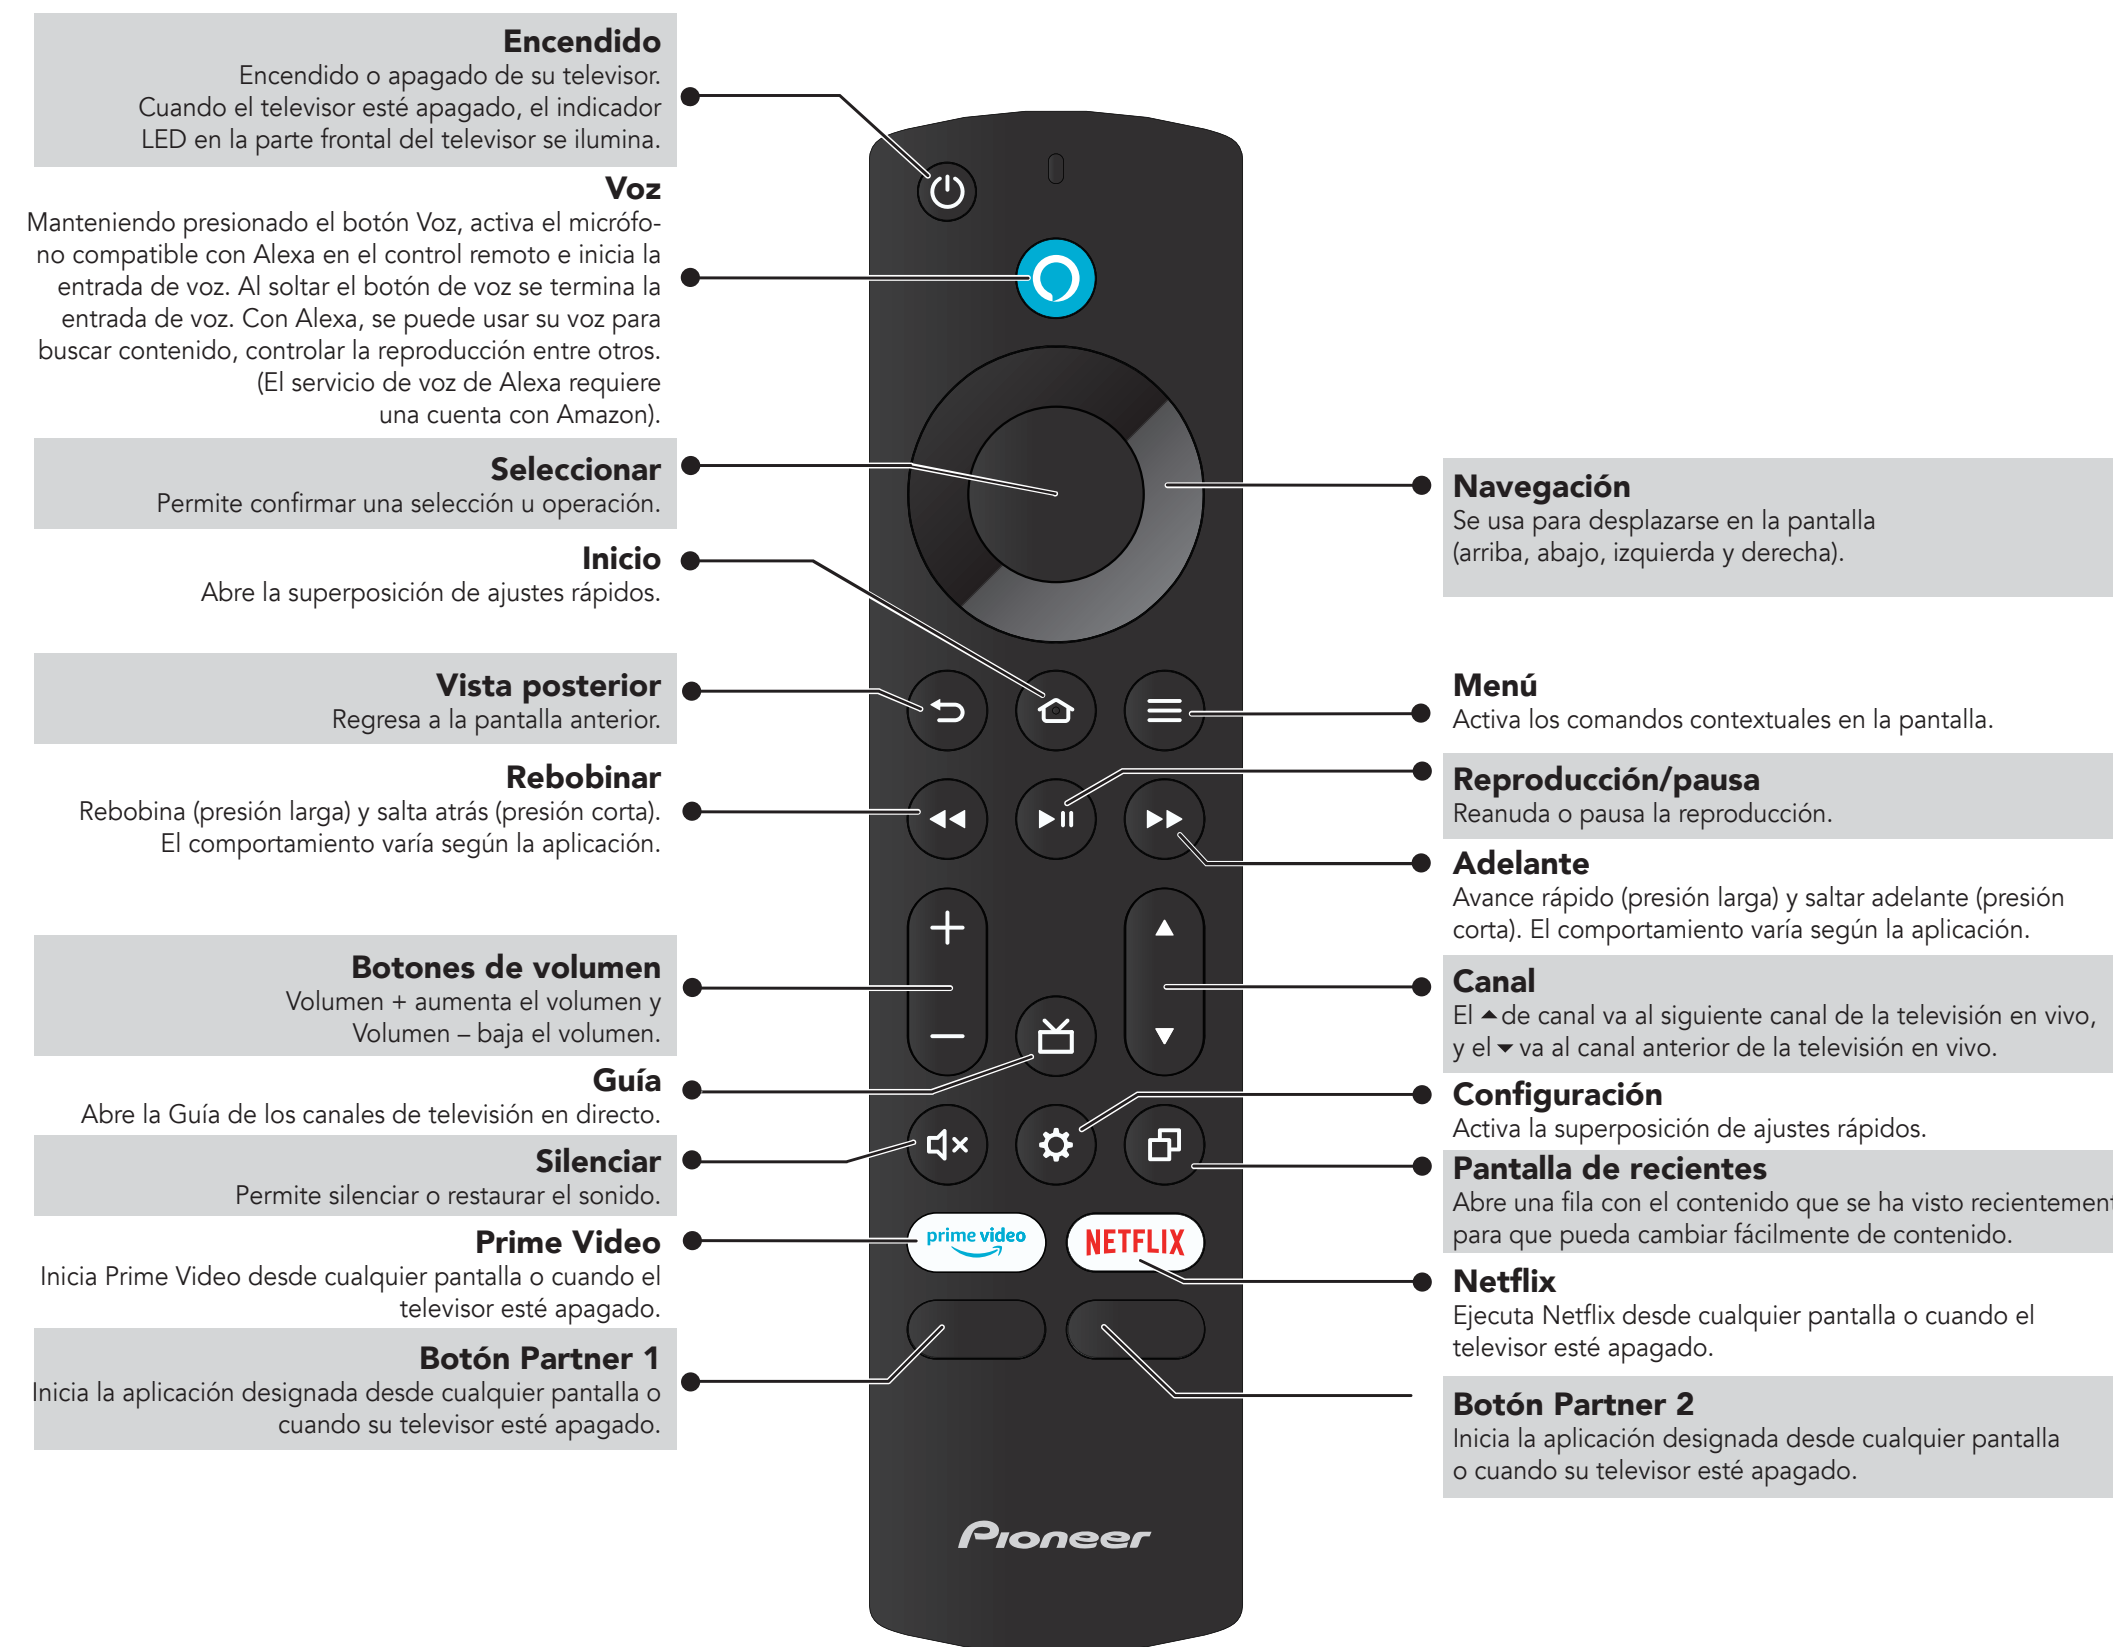 Encendido
Encendido o apagado de su televisor.
Cuando el televisor esté apagado, el indicador
LED en la parte frontal del televisor se ilumina.
Voz
Manteniendo presionado el botón Voz, activa el micrófo-
no compatible con Alexa en el control remoto e inicia la
entrada de voz. Al soltar el botón de voz se termina la
entrada de voz. Con Alexa, se puede usar su voz para
buscar contenido, controlar la reproducción entre otros.
(El servicio de voz de Alexa requiere
una cuenta con Amazon).
Seleccionar
Permite confirmar una selección u operación.
Inicio
Abre la superposición de ajustes rápidos.
Vista posterior
Regresa a la pantalla anterior.
Rebobinar
Rebobina (presión larga) y salta atrás (presión corta).
El comportamiento varía según la aplicación.
Botones de volumen
Volumen + aumenta el volumen y
Volumen – baja el volumen.
Guía
Abre la Guía de los canales de televisión en directo.
Silenciar
Permite silenciar o restaurar el sonido.
Prime Video
Inicia Prime Video desde cualquier pantalla o cuando el
televisor esté apagado.
Botón Partner 1
Inicia la aplicación designada desde cualquier pantalla o
cuando su televisor esté apagado.
prime video
NETFLIX
Pioneer
Navegación
Se usa para desplazarse en la pantalla
(arriba, abajo, izquierda y derecha).
Menú
Activa los comandos contextuales en la pantalla.
Reproducción/pausa
Reanuda o pausa la reproducción.
Adelante
Avance rápido (presión larga) y saltar adelante (presión
corta). El comportamiento varía según la aplicación.
Canal
El ▲ de canal va al siguiente canal de la televisión en vivo,
y el ▼ va al canal anterior de la televisión en vivo.
Configuración
Activa la superposición de ajustes rápidos.
Pantalla de recientes
Abre una fila con el contenido que se ha visto recientement
para que pueda cambiar fácilmente de contenido.
Netflix
Ejecuta Netflix desde cualquier pantalla o cuando el
televisor esté apagado.
Botón Partner 2
Inicia la aplicación designada desde cualquier pantalla
o cuando su televisor esté apagado.